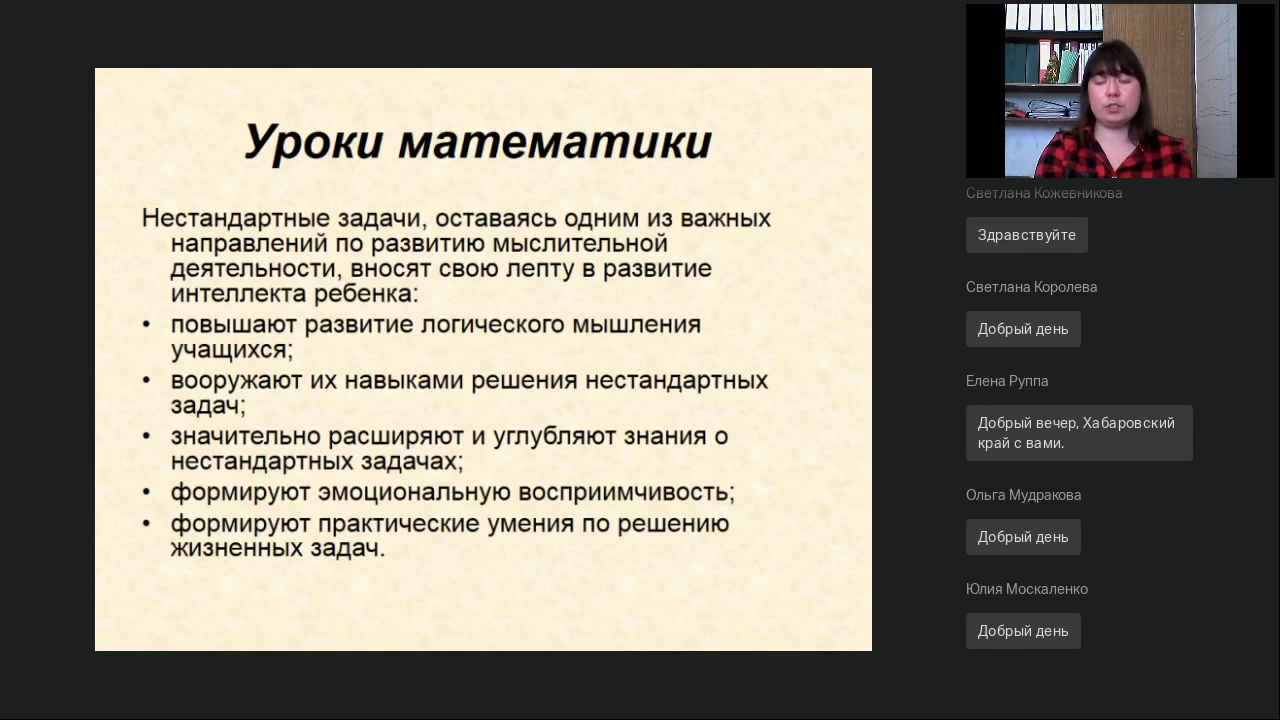 Уроки математики
Нестандартные задачи, оставаясь одним из важных
направлений по развитию мыслительной
деятельности, вносят свою лепту в развитие
интеллекта ребенка:
• повышают развитие логического мышления
учащихся;
• вооружают их навыками решения нестандартных
задач;
• значительно расширяют и углубляют знания о
нестандартных задачах;
• формируют эмоциональную восприимчивость;
• формируют практические умения по решению
жизненных задач.
Светлана Кожевникова
Здравствуйте
Светлана Королева
Добрый день
Елена Руппа
Добрый вечер, Хабаровский
край с вами.
Ольга Мудракова
Добрый день
Юлия Москаленко
Добрый день